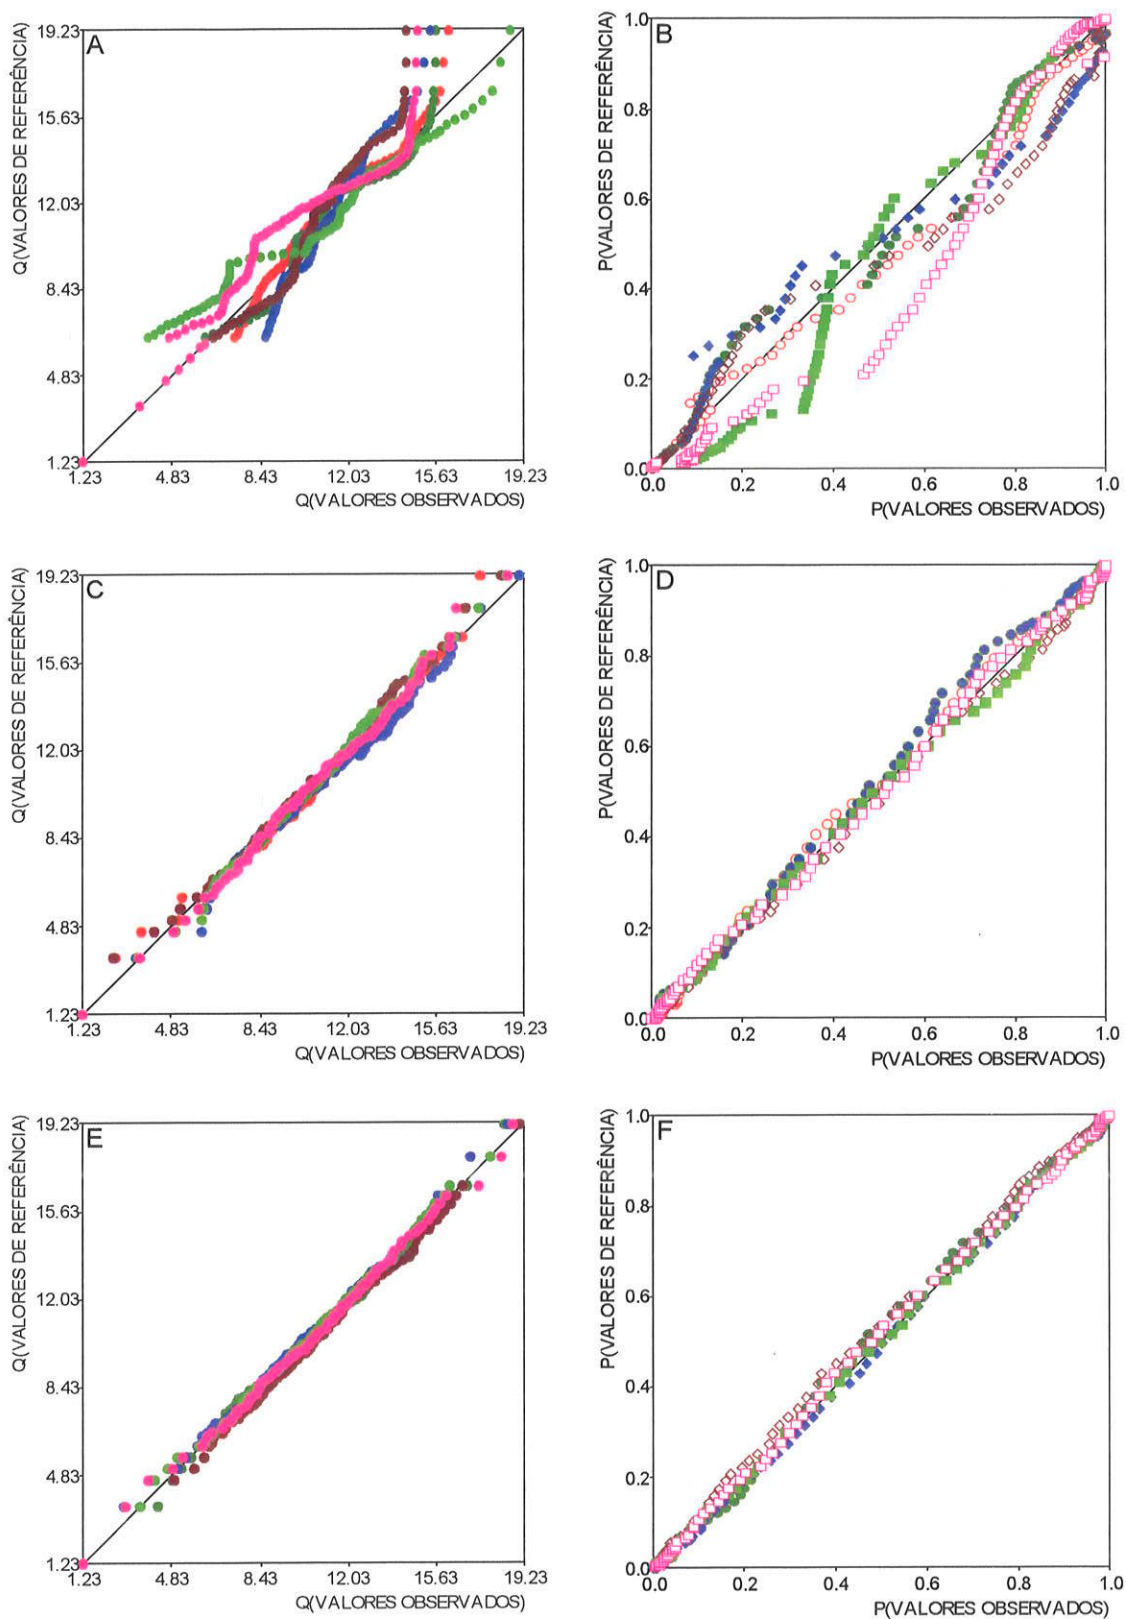 A
Q(VALORES DE REFERÊNCIA)
19.23
15.63
12.03
8.43
4.83
1.23
1.23 4.83 8.43 12.03 15.63 19.23
Q(VALORES OBSERVADOS)
B
P(VALORES DE REFERÊNCIA)
1.0
0.8
0.6
0.4
0.2
0.0
0.0 0.2 0.4 0.6 0.8 1.0
P(VALORES OBSERVADOS)
C
Q(VALORES DE REFERÊNCIA)
19.23
15.63
12.03
8.43
4.83
1.23
1.23 4.83 8.43 12.03 15.63 19.23
Q(VALORES OBSERVADOS)
D
P(VALORES DE REFERÊNCIA)
1.0
0.8
0.6
0.4
0.2
0.0
0.0 0.2 0.4 0.6 0.8 1.0
P(VALORES OBSERVADOS)
E
Q(VALORES DE REFERÊNCIA)
19.23
15.63
12.03
8.43
4.83
1.23
1.23 4.83 8.43 12.03 15.63 19.23
Q(VALORES OBSERVADOS)
F
P(VALORES DE REFERÊNCIA)
1.0
0.8
0.6
0.4
0.2
0.0
0.0 0.2 0.4 0.6 0.8 1.0
P(VALORES OBSERVADOS)